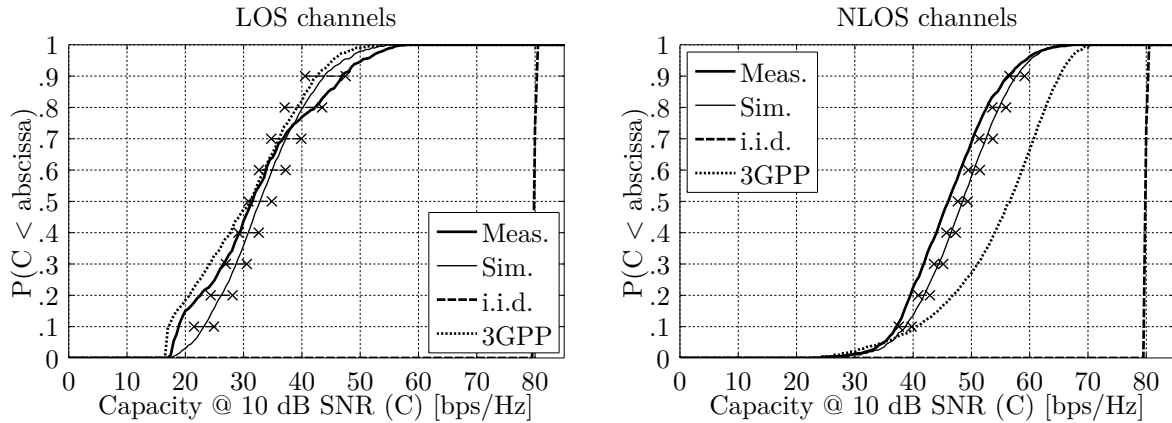 LOS channels
1
.9
.8
.7
.6
.5
.4
.3
.2
.1
0
P(C < abscissa)
Meas.
Sim.
i.i.d.
3GPP
0 10 20 30 40 50 60 70 80
Capacity @ 10 dB SNR (C) [bps/Hz]
NLOS channels
1
.9
.8
.7
.6
.5
.4
.3
.2
.1
0
P(C < abscissa)
Meas.
Sim.
i.i.d.
3GPP
0 10 20 30 40 50 60 70 80
Capacity @ 10 dB SNR (C) [bps/Hz]